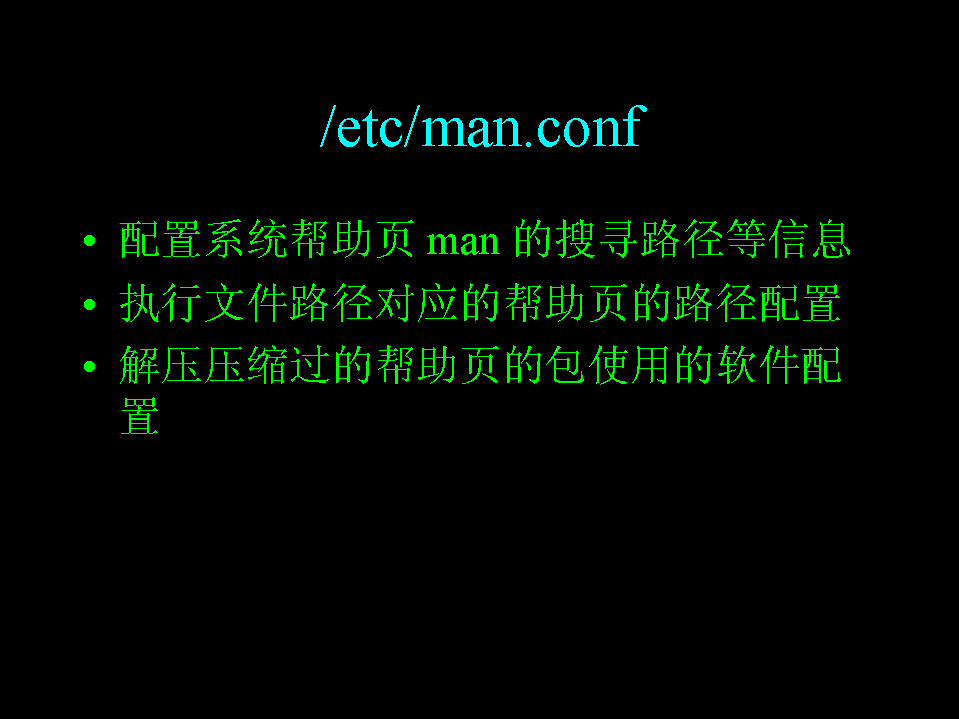 /etc/man.conf
• 配置系统帮助页 man 的搜寻路径等信息
• 执行文件路径对应的帮助页的路径配置
• 解压压缩过的帮助页的包使用的软件配
置